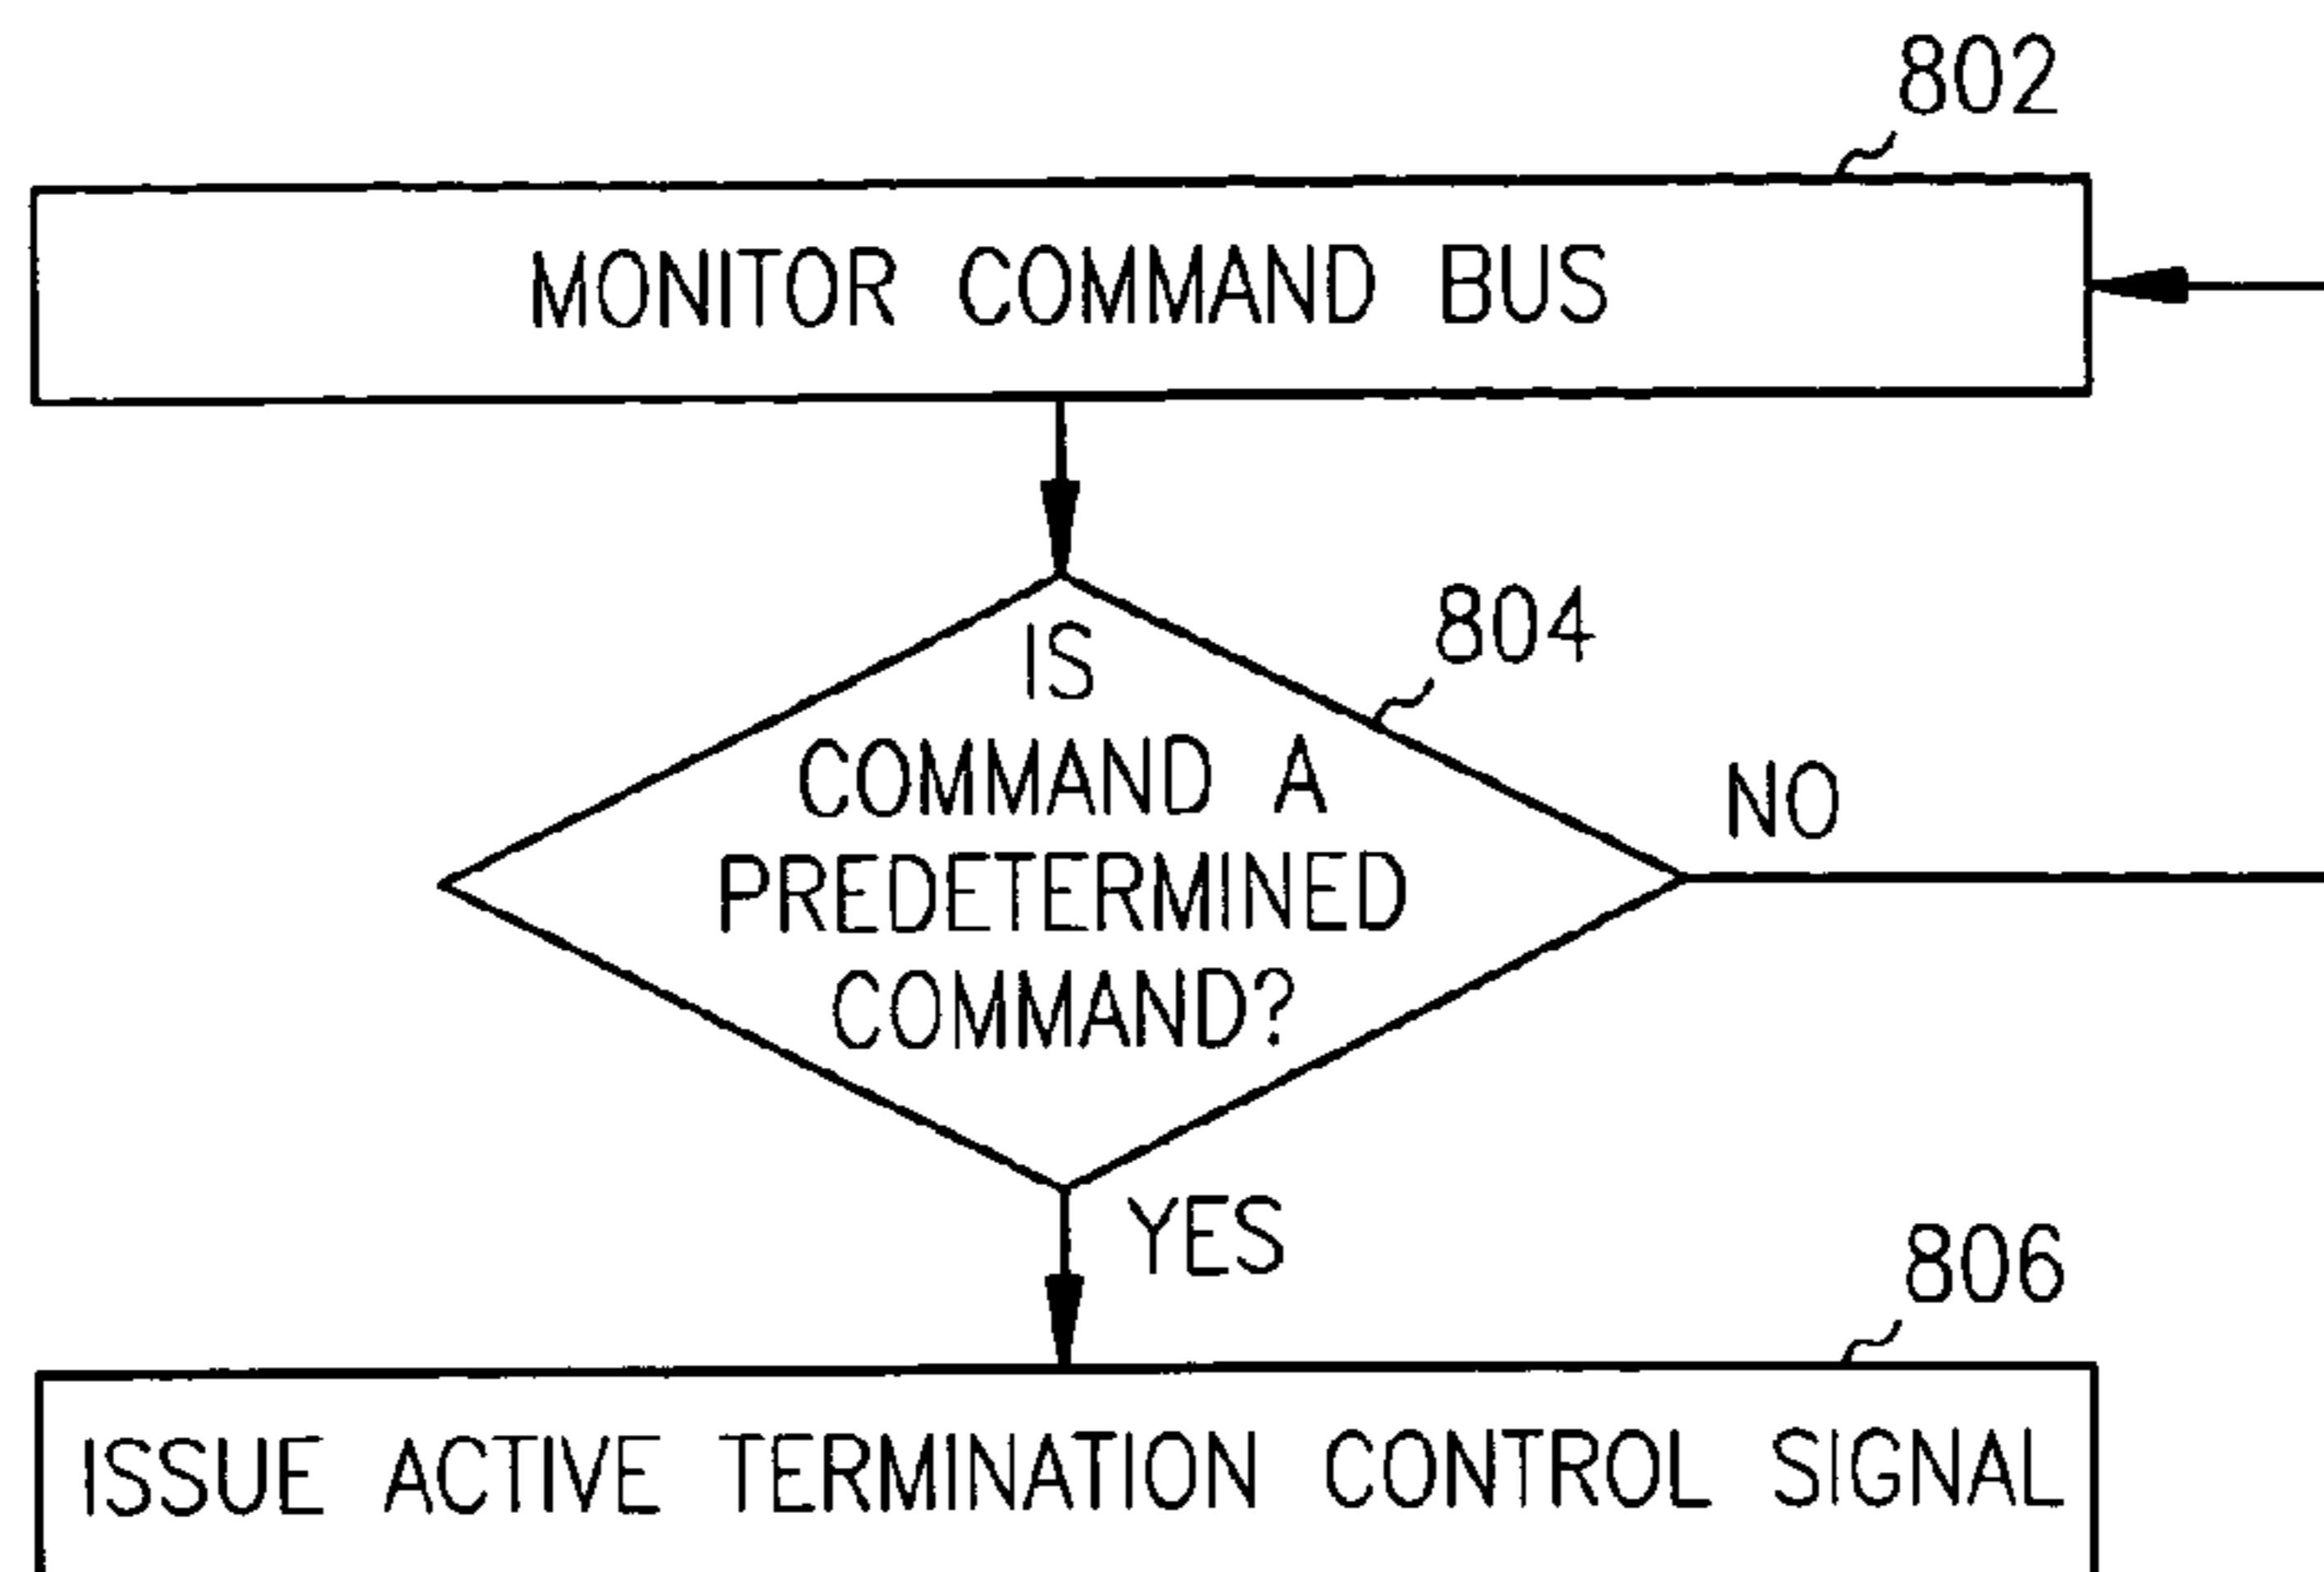 802
MONITOR COMMAND BUS
804
IS
COMMAND A
PREDETERMINED
COMMAND?
NO
YES
806
ISSUE ACTIVE TERMINATION CONTROL SIGNAL